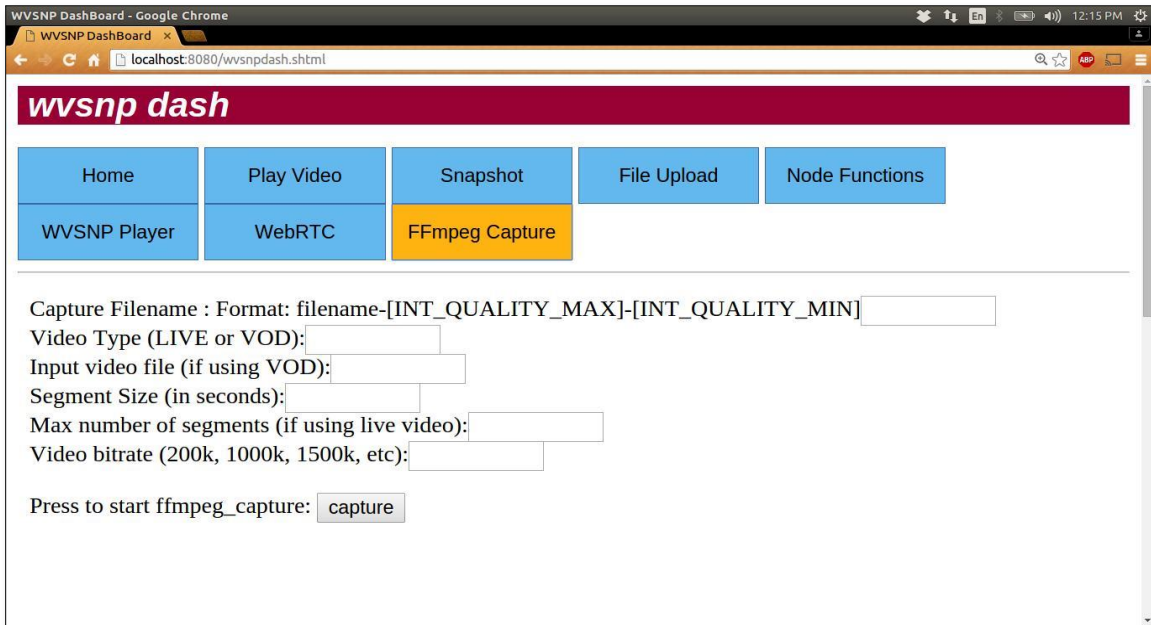 WVSNP DashBoard - Google Chrome
En
12:15 PM
WVSNP DashBoard ×
localhost:8080/wvsnpdash.shtml
ABP
wvsnp dash
Home Play Video Snapshot File Upload Node Functions
WVSNP Player WebRTC FFmpeg Capture
Capture Filename : Format: filename-[INT_QUALITY_MAX]-[INT_QUALITY_MIN]
Video Type (LIVE or VOD):
Input video file (if using VOD):
Segment Size (in seconds):
Max number of segments (if using live video):
Video bitrate (200k, 1000k, 1500k, etc):
Press to start ffmpeg_capture: capture